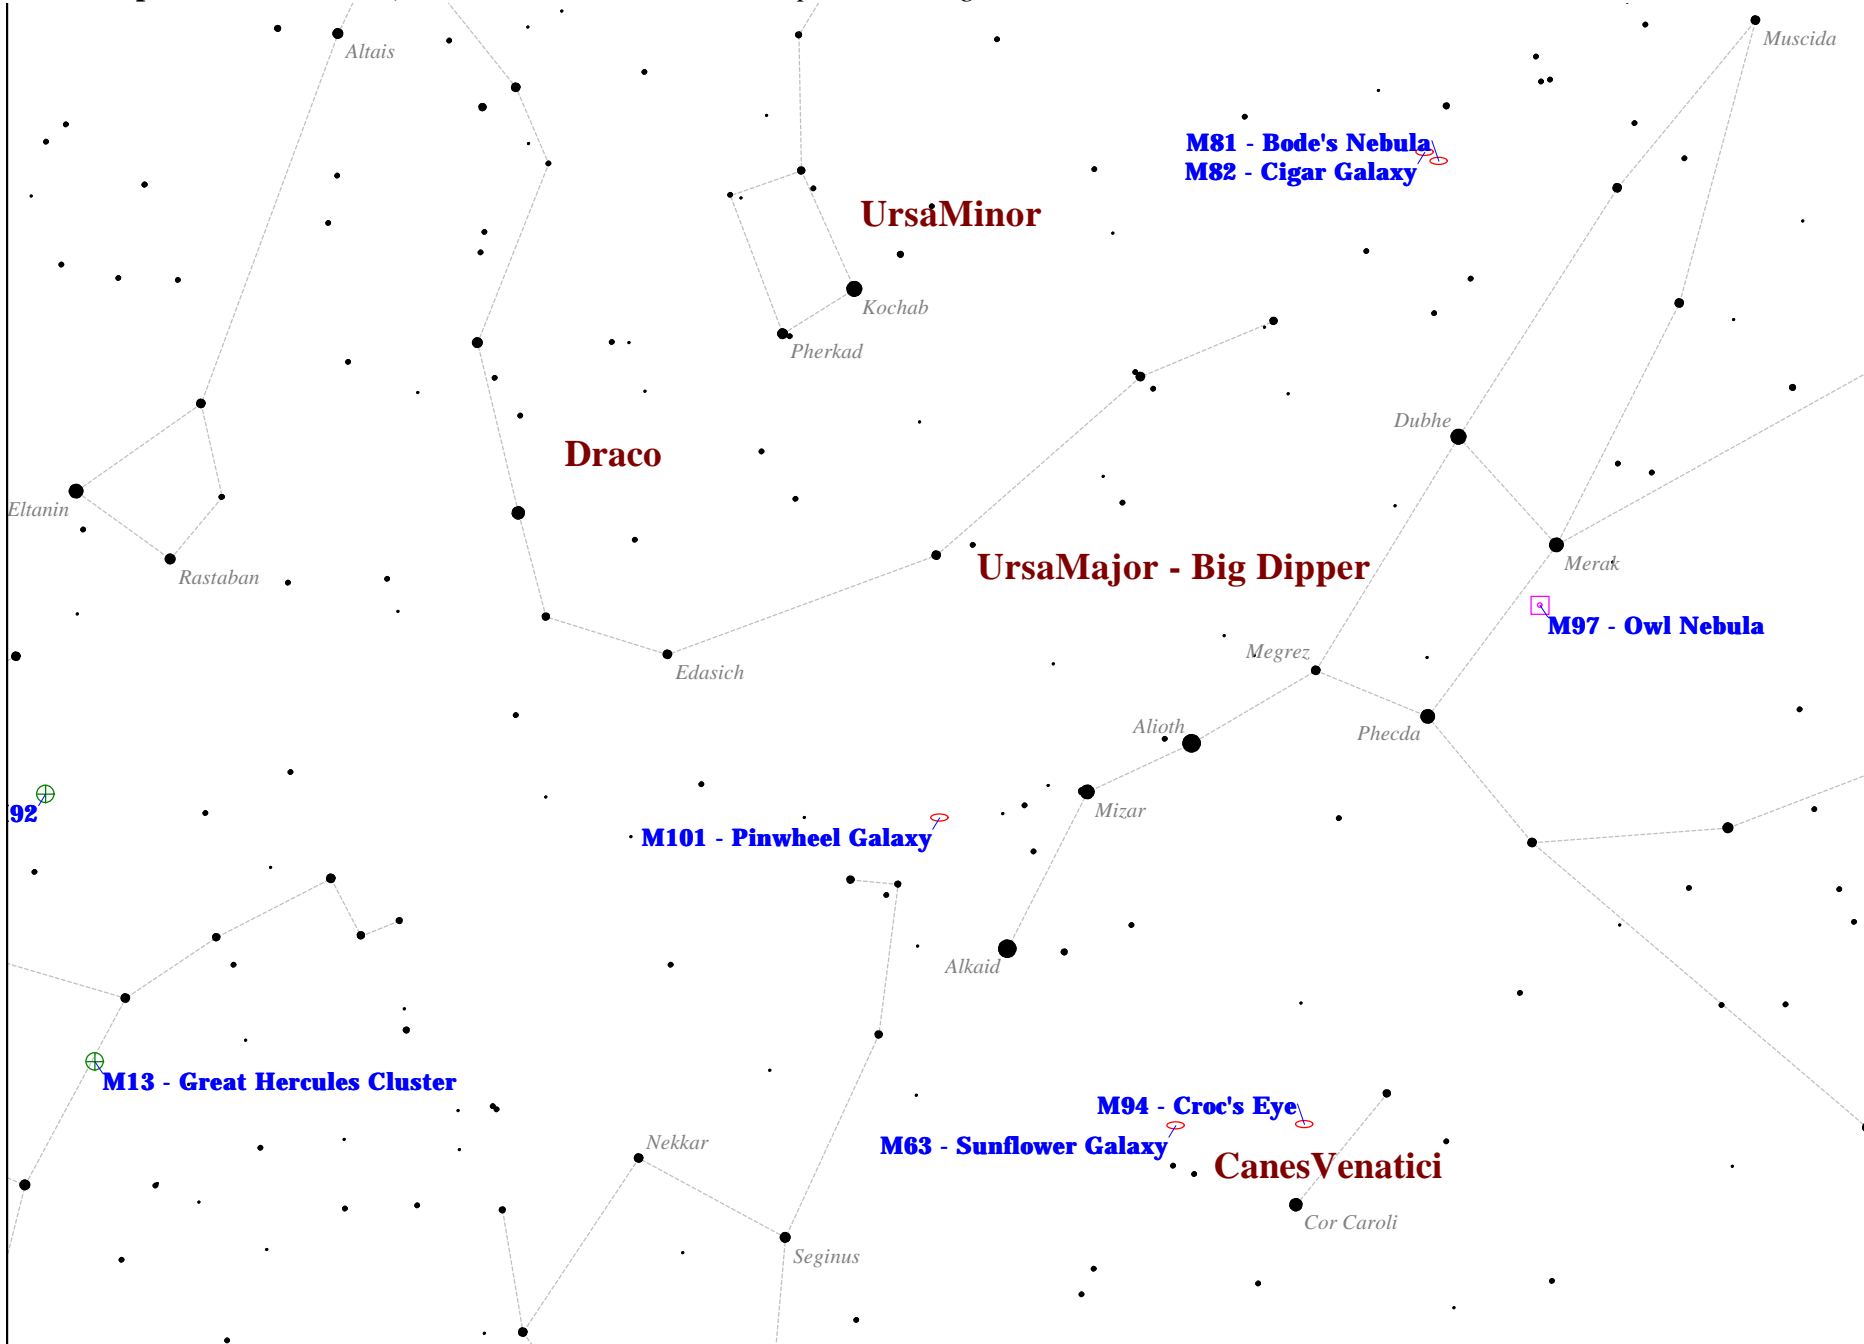 Altais
Muscida
M81 - Bode's Nebula
M82 - Cigar Galaxy
UrsaMinor
Kochab
Pherkad
Dubhe
Draco
Eltanin
Rastaban
UrsaMajor - Big Dipper
Merak
M97 - Owl Nebula
Edasich
Megrez
Alioth
Phecda
92
Mizar
M101 - Pinwheel Galaxy
Alkaid
M13 - Great Hercules Cluster
M94 - Croc's Eye
Nekkar
M63 - Sunflower Galaxy
CanesVenatici
Cor Caroli
Seginus